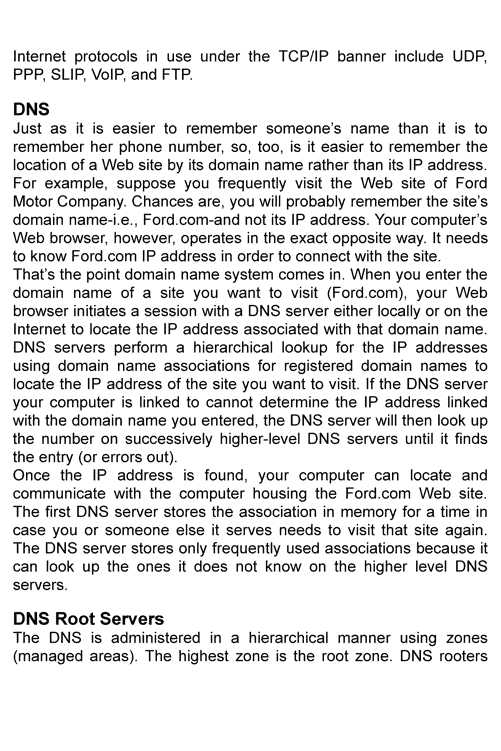 Internet protocols in use under the TCP/IP banner include UDP,
PPP, SLIP, VoIP, and FTP.
DNS
Just as it is easier to remember someone's name than it is to
remember her phone number, so, too, is it easier to remember the
location of a Web site by its domain name rather than its IP address.
For example, suppose you frequently visit the Web site of Ford
Motor Company. Chances are, you will probably remember the site's
domain name-i.e., Ford.com-and not its IP address. Your computer's
Web browser, however, operates in the exact opposite way. It needs
to know Ford.com IP address in order to connect with the site.
That's the point domain name system comes in. When you enter the
domain name of a site you want to visit (Ford.com), your Web
browser initiates a session with a DNS server either locally or on the
Internet to locate the IP address associated with that domain name.
DNS servers perform a hierarchical lookup for the IP addresses
using domain name associations for registered domain names to
locate the IP address of the site you want to visit. If the DNS server
your computer is linked to cannot determine the IP address linked
with the domain name you entered, the DNS server will then look up
the number on successively higher-level DNS servers until it finds
the entry (or errors out).
Once the IP address is found, your computer can locate and
communicate with the computer housing the Ford.com Web site.
The first DNS server stores the association in memory for a time in
case you or someone else it serves needs to visit that site again.
The DNS server stores only frequently used associations because it
can look up the ones it does not know on the higher level DNS
servers.
DNS Root Servers
The DNS is administered in a hierarchical manner using zones
(managed areas). The highest zone is the root zone. DNS rooters